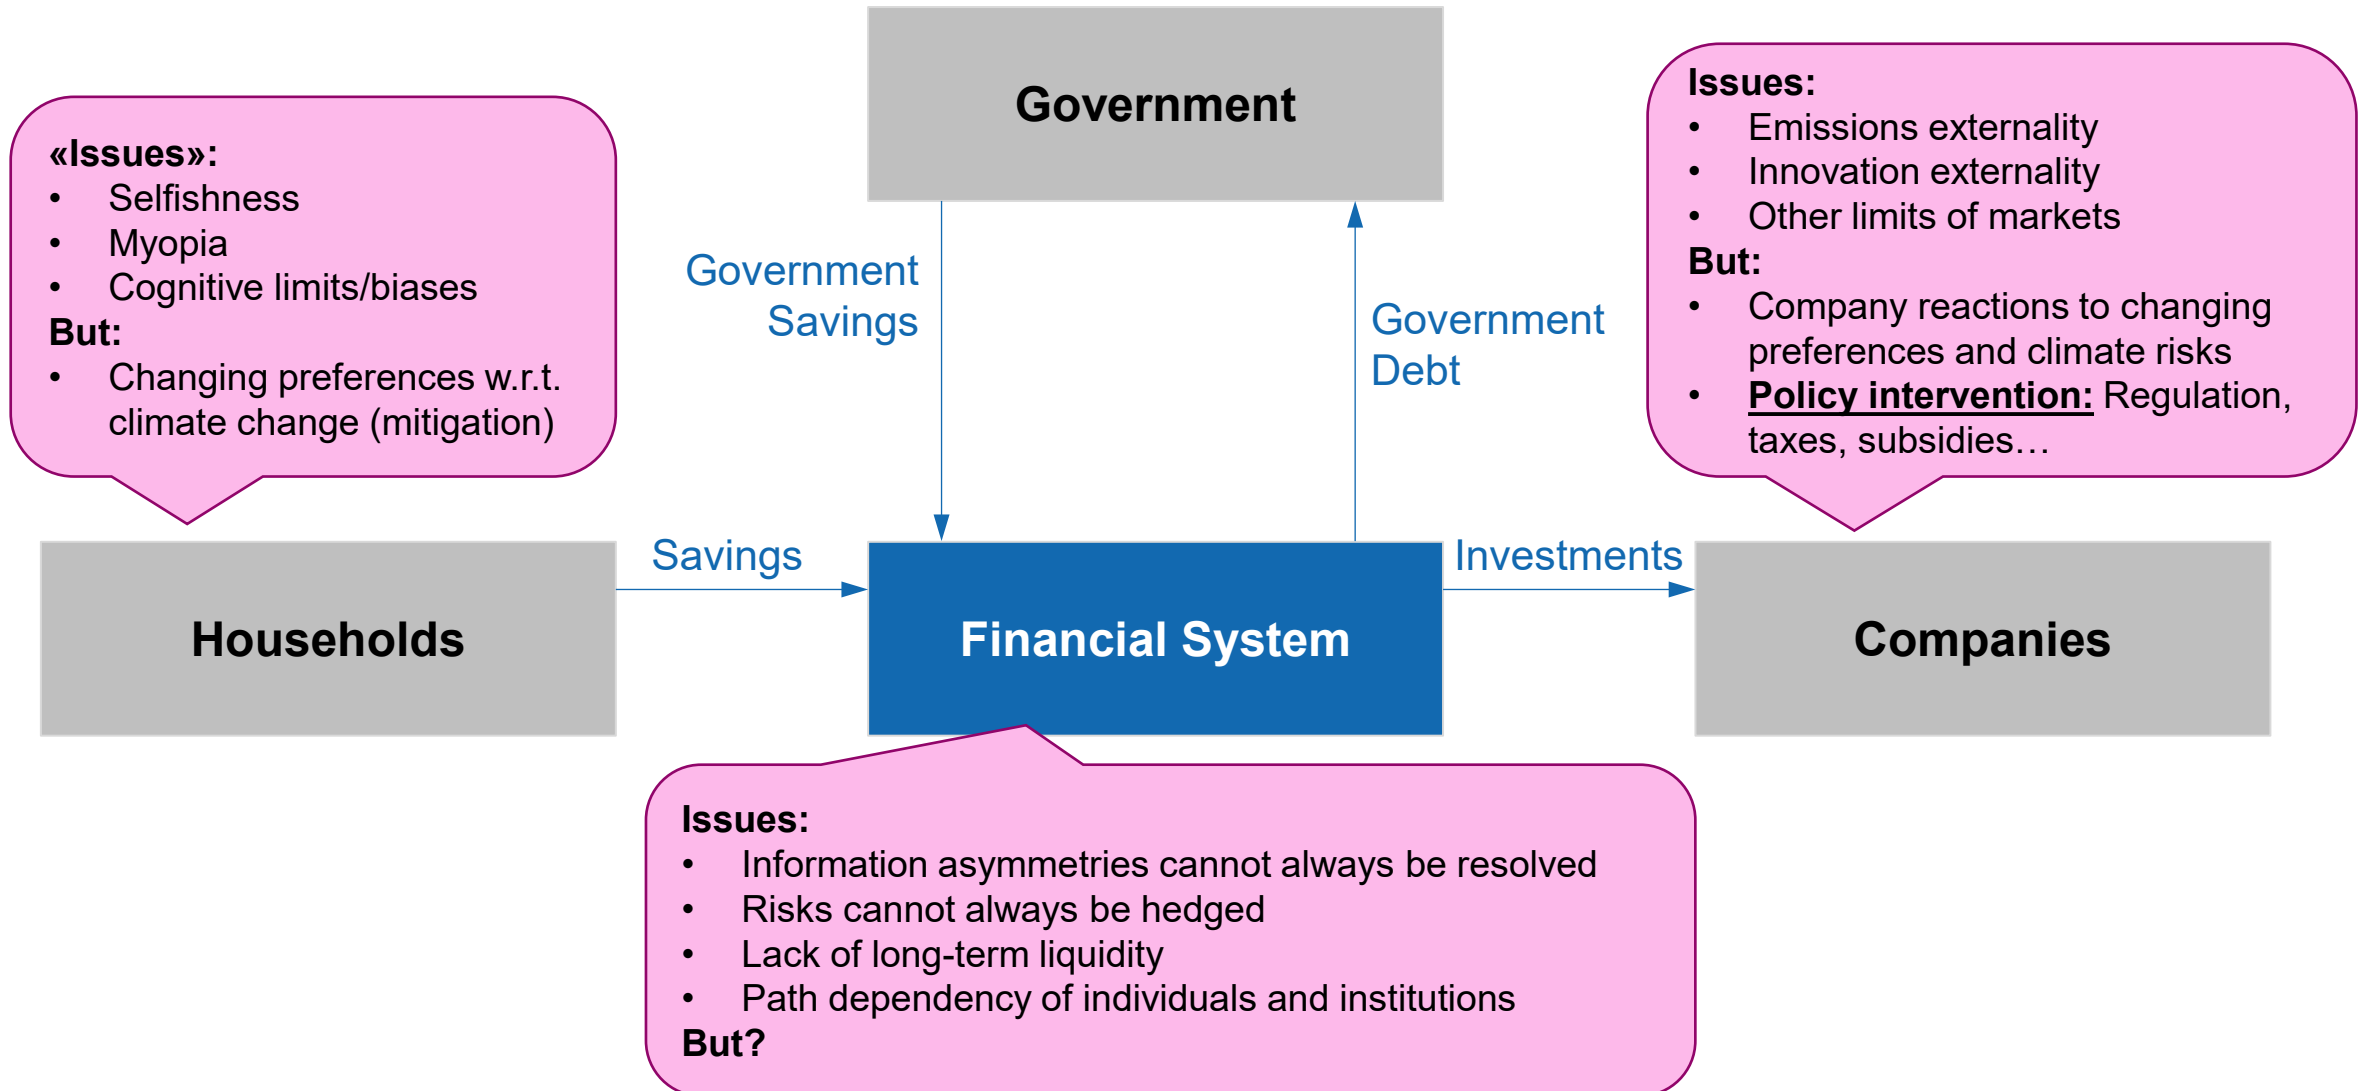 Government
«Issues»:
• Selfishness
• Myopia
• Cognitive limits/biases
But:
• Changing preferences w.r.t.
climate change (mitigation)
Issues:
• Emissions externality
• Innovation externality
• Other limits of markets
But:
• Company reactions to changing
preferences and climate risks
• Policy intervention: Regulation,
taxes, subsidies…
Government
Savings
Government
Debt
Households
Savings
Financial System
Investments
Companies
Issues:
• Information asymmetries cannot always be resolved
• Risks cannot always be hedged
• Lack of long-term liquidity
• Path dependency of individuals and institutions
But?